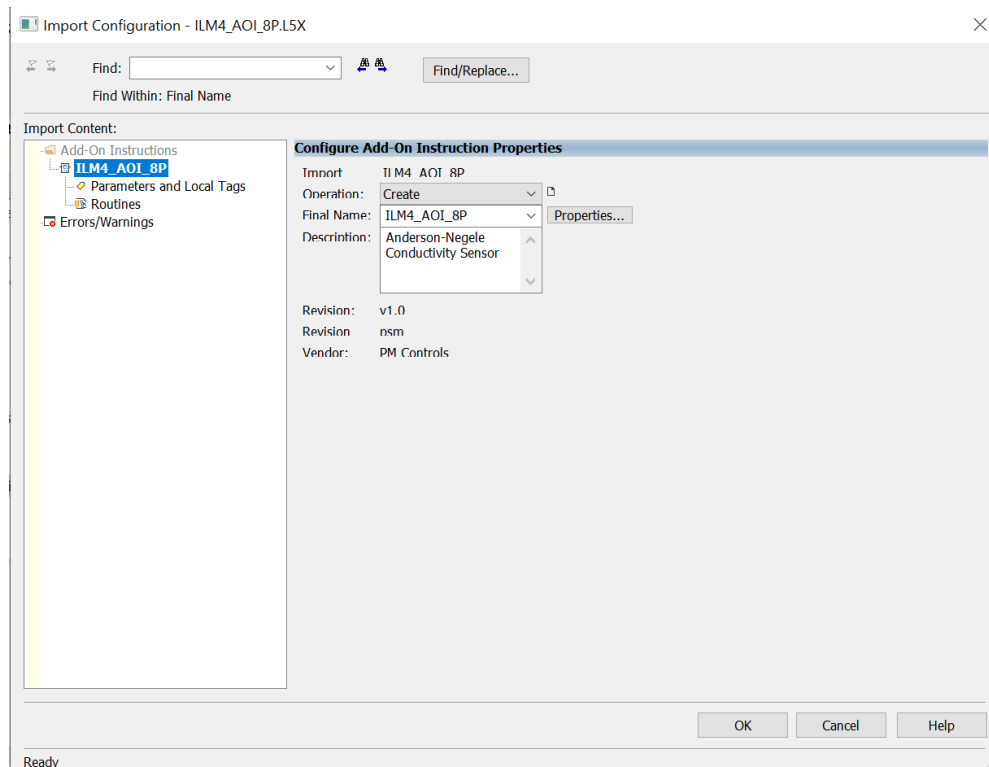 Import Configuration - ILM4_AOI_8P.L5X
Find:
Find/Replace...
Find Within: Final Name
Import Content:
Add-On Instructions
ILM4_AOI_8P
Parameters and Local Tags
Routines
Errors/Warnings
Configure Add-On Instruction Properties
Import ILM4_AOI_8P
Operation: Create
Final Name: ILM4_AOI_8P Properties...
Description: Anderson-Negele
Conductivity Sensor
Revision: v1.0
Revision nsm
Vendor: PM Controls
OK Cancel Help
Ready